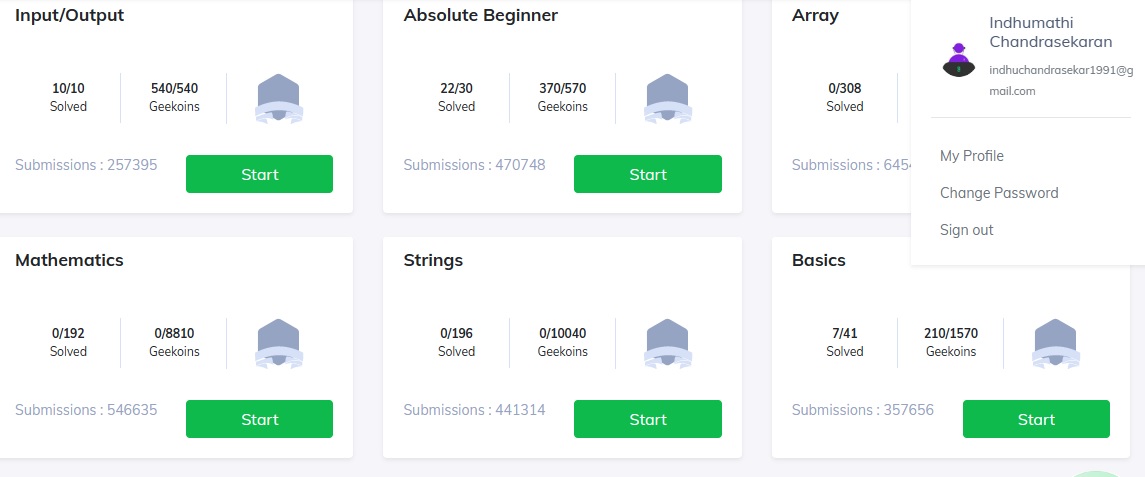 Input/Output
10/10
Solved
540/540
Geekoins
Submissions : 257395
Start
Absolute Beginner
22/30
Solved
370/570
Geekoins
Submissions : 470748
Start
Array
0/308
Solved
Submissions : 645
Indhumathi
Chandrasekaran
indhuchandrasekar1991@g
mail.com
My Profile
Change Password
Sign out
Mathematics
0/192
Solved
0/8810
Geekoins
Submissions : 546635
Start
Strings
0/196
Solved
0/10040
Geekoins
Submissions : 441314
Start
Basics
7/41
Solved
210/1570
Geekoins
Submissions : 357656
Start